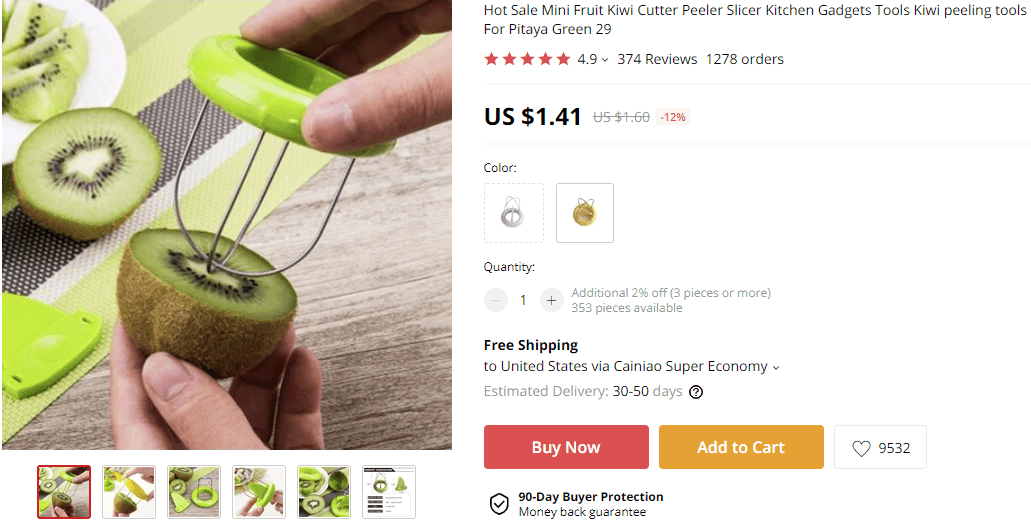 Hot Sale Mini Fruit Kiwi Cutter Peeler Slicer Kitchen Gadgets Tools Kiwi peeling tools
For Pitaya Green 29
4.9 374 Reviews 1278 orders
US $1.41 US $1.60 -12%
Color:
Quantity:
1 Additional 2% off (3 pieces or more)
353 pieces available
Free Shipping
to United States via Cainiao Super Economy
Estimated Delivery: 30-50 days
Buy Now Add to Cart 9532
90-Day Buyer Protection
Money back guarantee